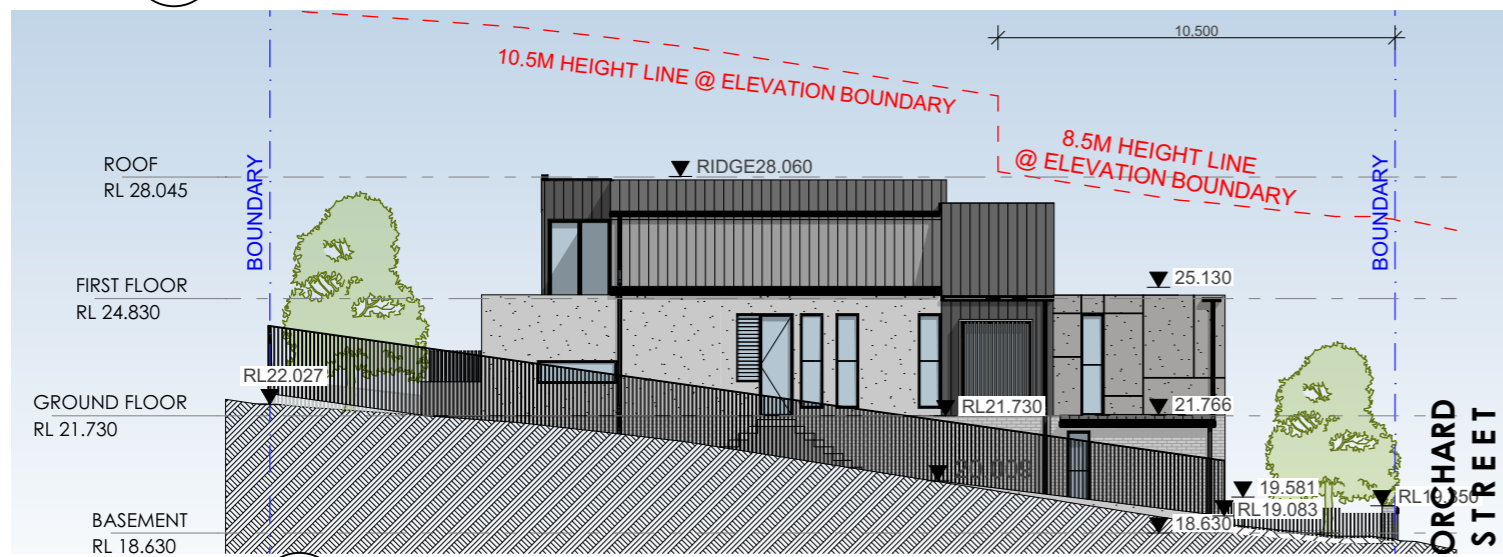 10.500
10.5M HEIGHT LINE @ ELEVATION BOUNDARY
8.5M HEIGHT LINE
@ ELEVATION BOUNDARY
ROOF
RL 28.045
BOUNDARY
RIDGE28.060
BOUNDARY
FIRST FLOOR
RL 24.830
25.130
RL22.027
GROUND FLOOR
RL 21.730
RL21.730
21.766
19.581
RL19.350
RL19.083
BASEMENT
RL 18.630
18.630
ORCHARD
STREET